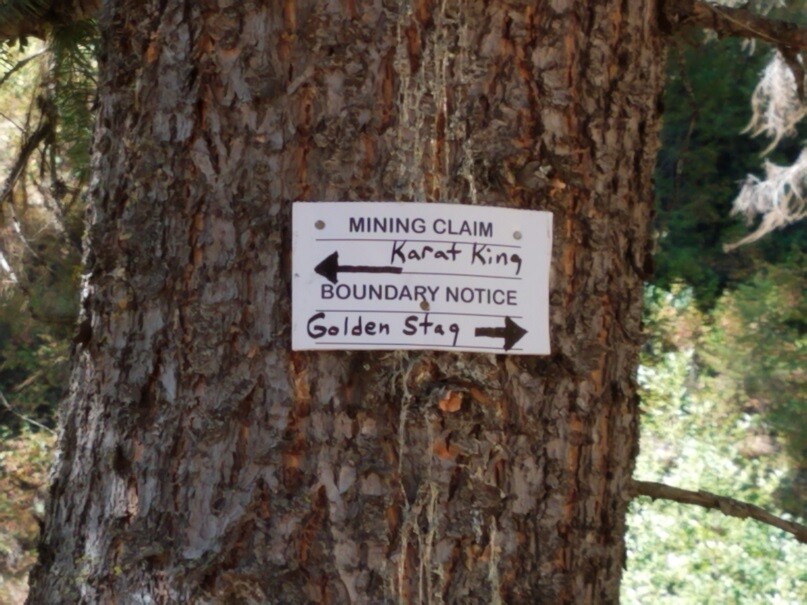 MINING CLAIM
Karat King
BOUNDARY NOTICE
Golden Stag